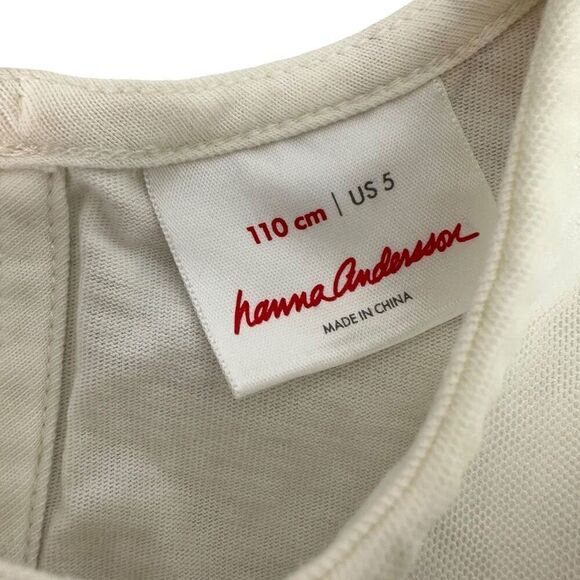 110 cm | US 5
hanna Andersson
MADE IN CHINA